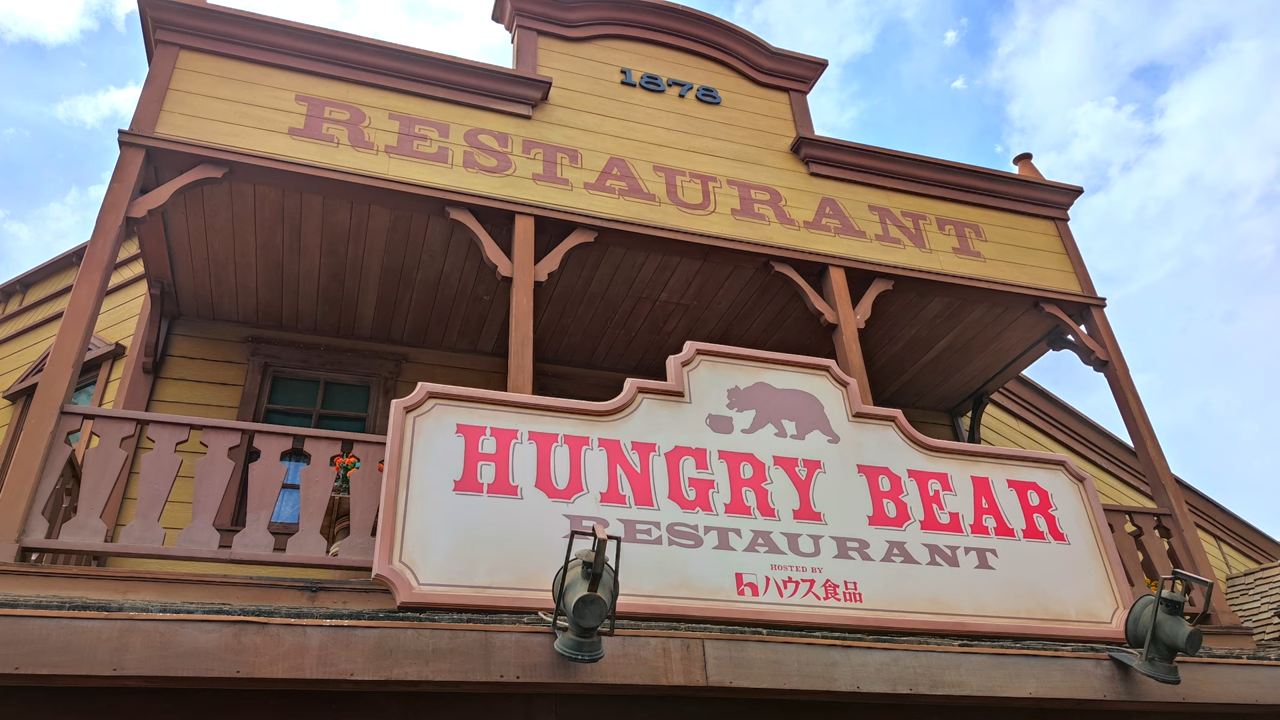 1878
RESTAURANT
HUNGRY BEAR
RESTAURANT
HOSTED BY
ハウス食品